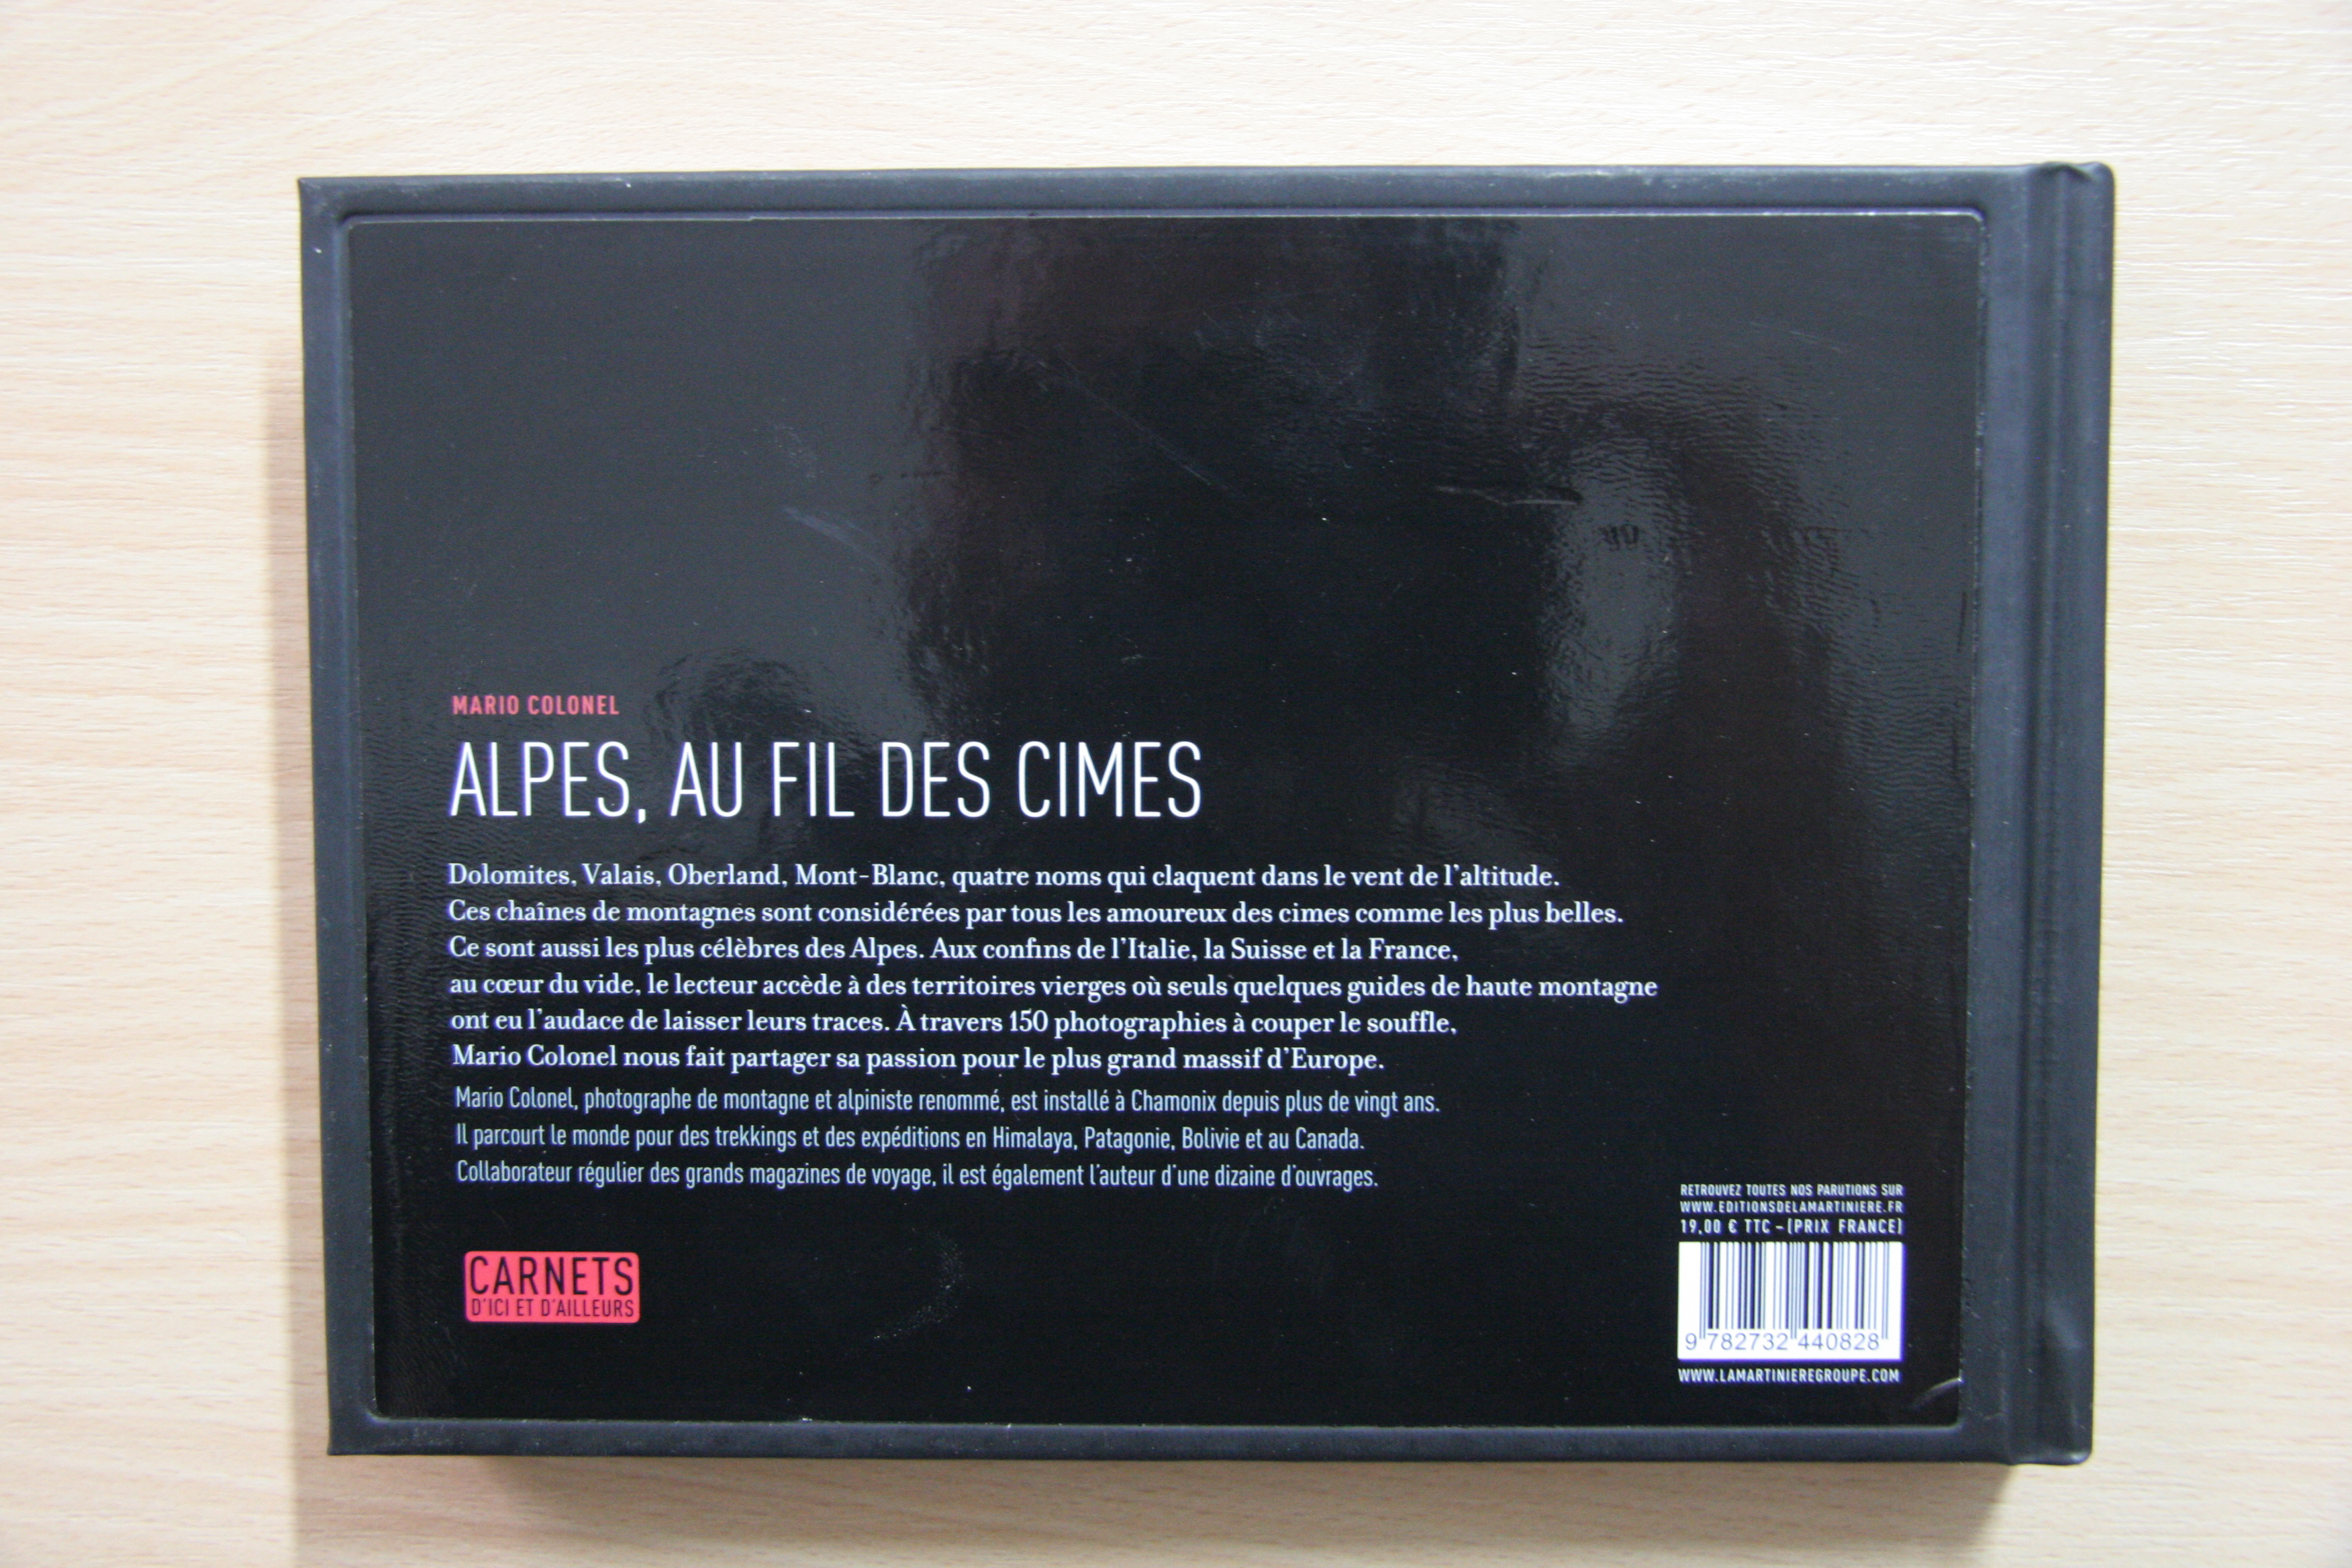 MARIO COLONEL
ALPES, AU FIL DES CIMES
Dolomites, Valais, Oberland, Mont-Blanc, quatre noms qui claquent dans le vent de l'altitude.
Ces chaînes de montagnes sont considérées par tous les amoureux des cimes comme les plus belles.
Ce sont aussi les plus célèbres des Alpes. Aux confins de l'Italie, la Suisse et la France,
au cœur du vide, le lecteur accède à des territoires vierges où seuls quelques guides de haute montagne
ont eu l'audace de laisser leurs traces. À travers 150 photographies à couper le souffle,
Mario Colonel nous fait partager sa passion pour le plus grand massif d'Europe.
Mario Colonel, photographe de montagne et alpiniste renommé, est installé à Chamonix depuis plus de vingt ans.
Il parcourt le monde pour des trekkings et des expéditions en Himalaya, Patagonie, Bolivie et au Canada.
Collaborateur régulier des grands magazines de voyage, il est également l'auteur d'une dizaine d'ouvrages.
CARNETS
D'ICI ET D'AILLEURS
RETROUVEZ TOUTES NOS PARUTIONS SUR
WWW.EDITIONSDELAMARTINIERE.FR
19,00 € TTC - (PRIX FRANCE)
9 782732 440828
WWW.LAMARTINIEREGROUPE.COM